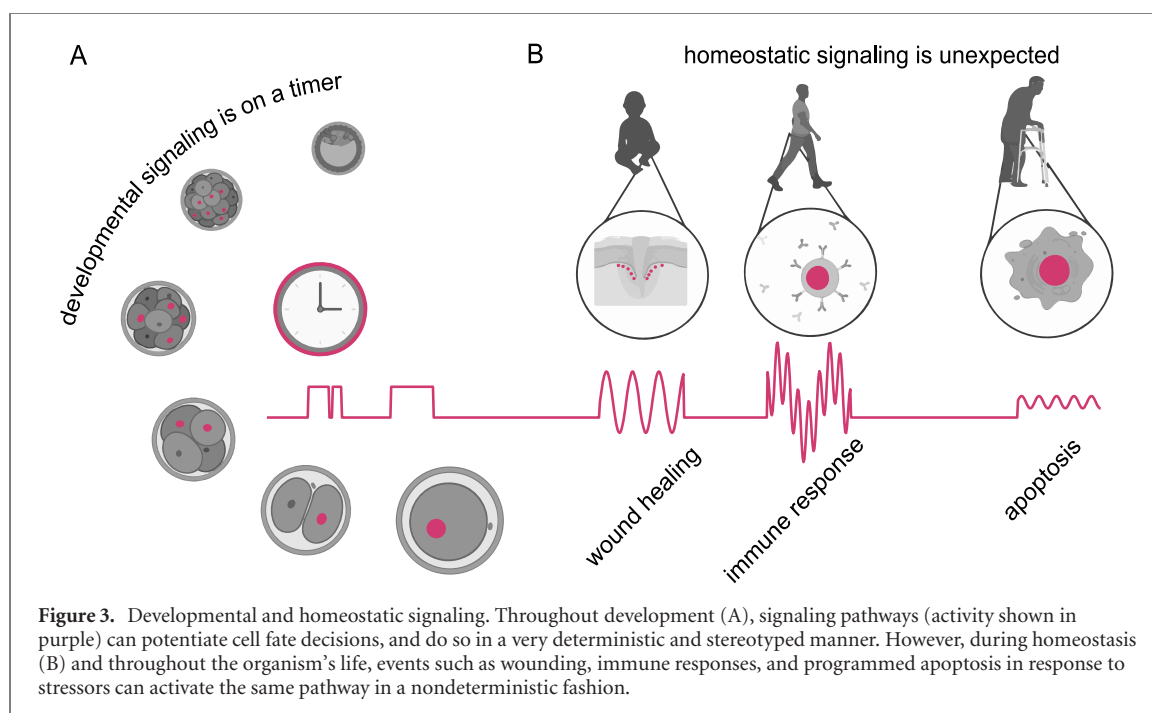 A
developmental signaling is on a timer
B
homeostatic signaling is unexpected
wound healing
immune response
apoptosis
Figure 3. Developmental and homeostatic signaling. Throughout development (A), signaling pathways (activity shown in
purple) can potentiate cell fate decisions, and do so in a very deterministic and stereotyped manner. However, during homeostasis
(B) and throughout the organism's life, events such as wounding, immune responses, and programmed apoptosis in response to
stressors can activate the same pathway in a nondeterministic fashion.